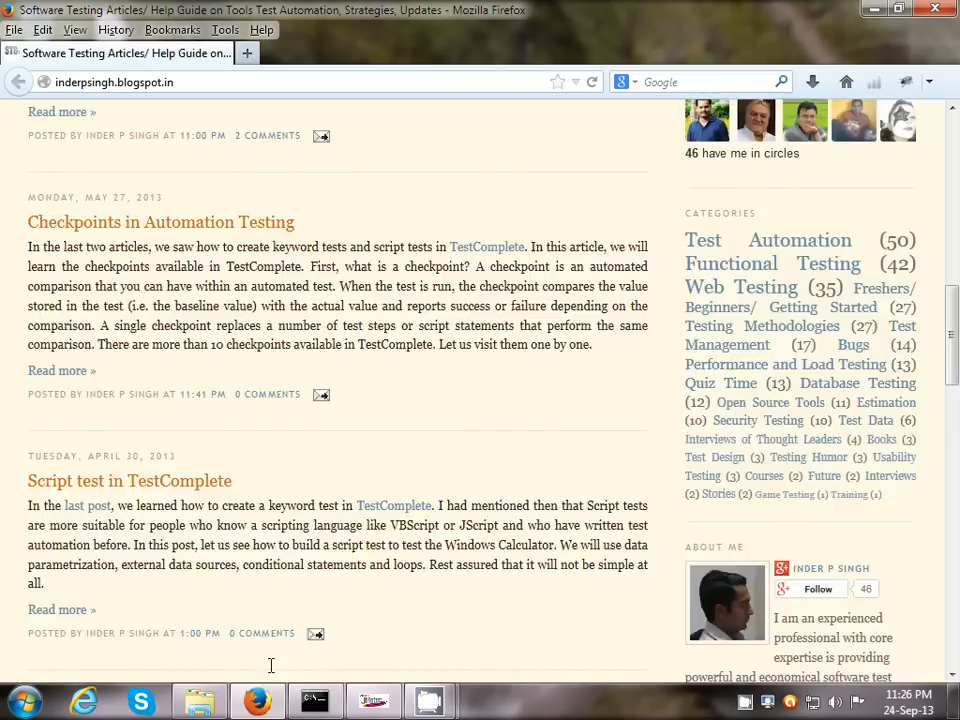 Software Testing Articles/ Help Guide on Tools Test Automation, Strategies, Updates - Mozilla Firefox
File Edit View History Bookmarks Tools Help
Software Testing Articles/ Help Guide on... +
inderpsingh.blogspot.in
Google
Read more »
POSTED BY INDER P SINGH AT 11:00 PM 2 COMMENTS
MONDAY, MAY 27, 2013
Checkpoints in Automation Testing
In the last two articles, we saw how to create keyword tests and script tests in TestComplete. In this article, we will
learn the checkpoints available in TestComplete. First, what is a checkpoint? A checkpoint is an automated
comparison that you can have within an automated test. When the test is run, the checkpoint compares the value
stored in the test (i.e. the baseline value) with the actual value and reports success or failure depending on the
comparison. A single checkpoint replaces a number of test steps or script statements that perform the same
comparison. There are more than 10 checkpoints available in TestComplete. Let us visit them one by one.
Read more »
POSTED BY INDER P SINGH AT 11:41 PM 0 COMMENTS
TUESDAY, APRIL 30, 2013
Script test in TestComplete
In the last post, we learned how to create a keyword test in TestComplete. I had mentioned then that Script tests
are more suitable for people who know a scripting language like VBScript or JScript and who have written test
automation before. In this post, let us see how to build a script test to test the Windows Calculator. We will use data
parametrization, external data sources, conditional statements and loops. Rest assured that it will not be simple at
all.
Read more »
POSTED BY INDER P SINGH AT 1:00 PM 0 COMMENTS
46 have me in circles
CATEGORIES
Test Automation (50)
Functional Testing (42)
Web Testing (35) Freshers/
Beginners/ Getting Started (27)
Testing Methodologies (27) Test
Management (17) Bugs (14)
Performance and Load Testing (13)
Quiz Time (13) Database Testing
(12) Open Source Tools (11) Estimation
(10) Security Testing (10) Test Data (6)
Interviews of Thought Leaders (4) Books (3)
Test Design (3) Testing Humor (3) Usability
Testing (3) Courses (2) Future (2) Interviews
(2) Stories (2) Game Testing (1) Training (1)
ABOUT ME
INDER P SINGH
Follow 46
I am an experienced
professional with core
expertise is providing
awesome software test
11:26 PM
24-Sep-13